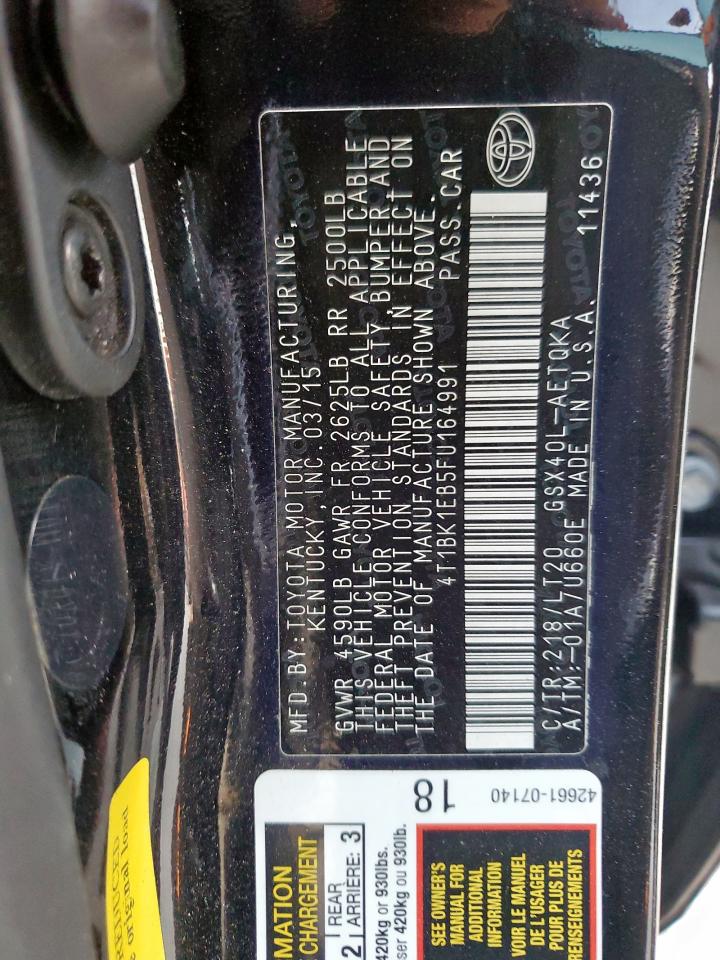 MFD.BY:TOYOTA MOTOR MANUFACTURING,
KENTUCKY,INC. 03/15
GVWR 4590LB GAWR FR 2625LB RR 2500LB
THIS VEHICLE CONFORMS TO ALL APPLICABLE
FEDERAL MOTOR VEHICLE SAFETY, BUMPER, AND
THEFT PREVENTION STANDARDS IN EFFECT ON
THE DATE OF MANUFACTURE SHOWN ABOVE.
4T1BK1EB5FU164991 PASS.CAR
C/TR:218/LT20 GSX40L-AETQKA
A/TM:-01A/U660E MADE IN U.S.A. 11436
18
42661-07140
MATION
CHARGEMENT
2 REAR
ARRIÈRE: 3
420kg or 930lbs.
ser 420kg ou 930lb.
SEE OWNER'S
MANUAL FOR
ADDITIONAL
INFORMATION
VOIR LE MANUEL
DE L'USAGER
POUR PLUS DE
RENSEIGNEMENTS
REDUCED
original load